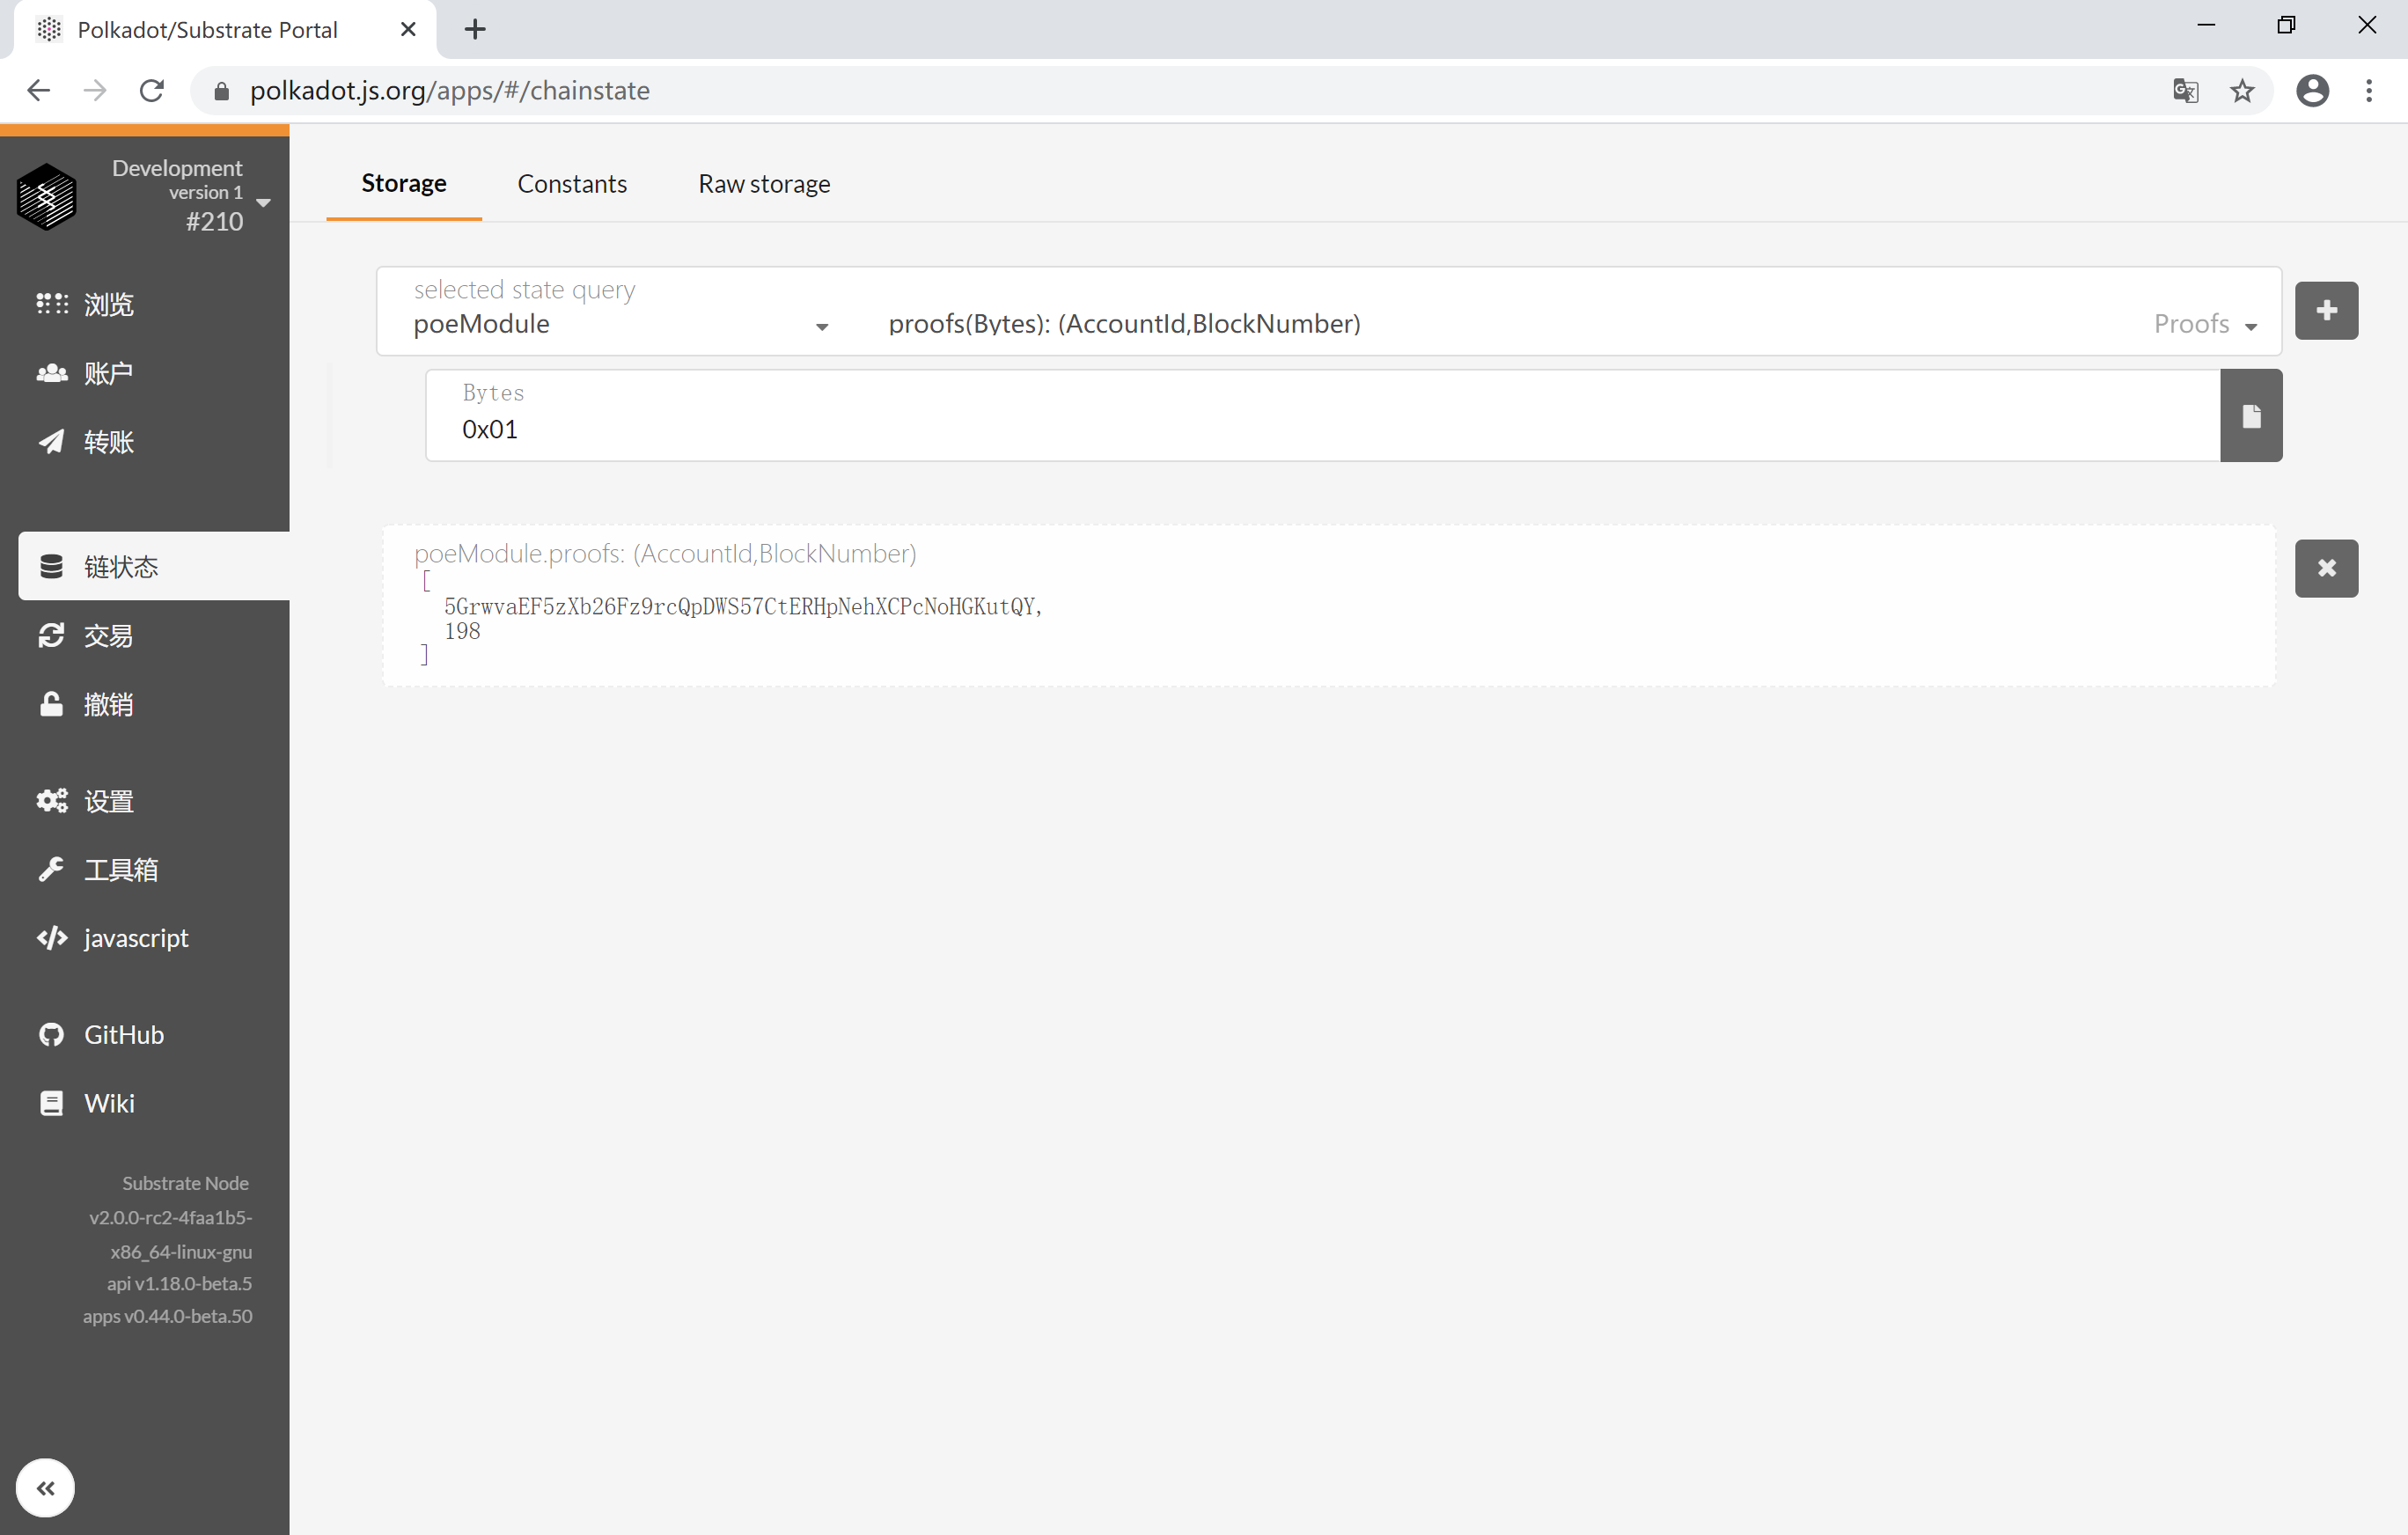 Polkadot/Substrate Portal
polkadot.js.org/apps/#/chainstate
Development
version 1
#210
浏览
账户
转账
链状态
交易
撤销
设置
工具箱
javascript
GitHub
Wiki
Substrate Node
v2.0.0-rc2-4faa1b5-
x86_64-linux-gnu
api v1.18.0-beta.5
apps v0.44.0-beta.50
Storage Constants Raw storage
selected state query
poeModule proofs(Bytes): (AccountId,BlockNumber) Proofs
Bytes
0x01
poeModule.proofs: (AccountId,BlockNumber)
[
5GrwvaEF5zXb26Fz9rcQpDWS57CtERHpNehXCPcNoHGKutQY,
198
]